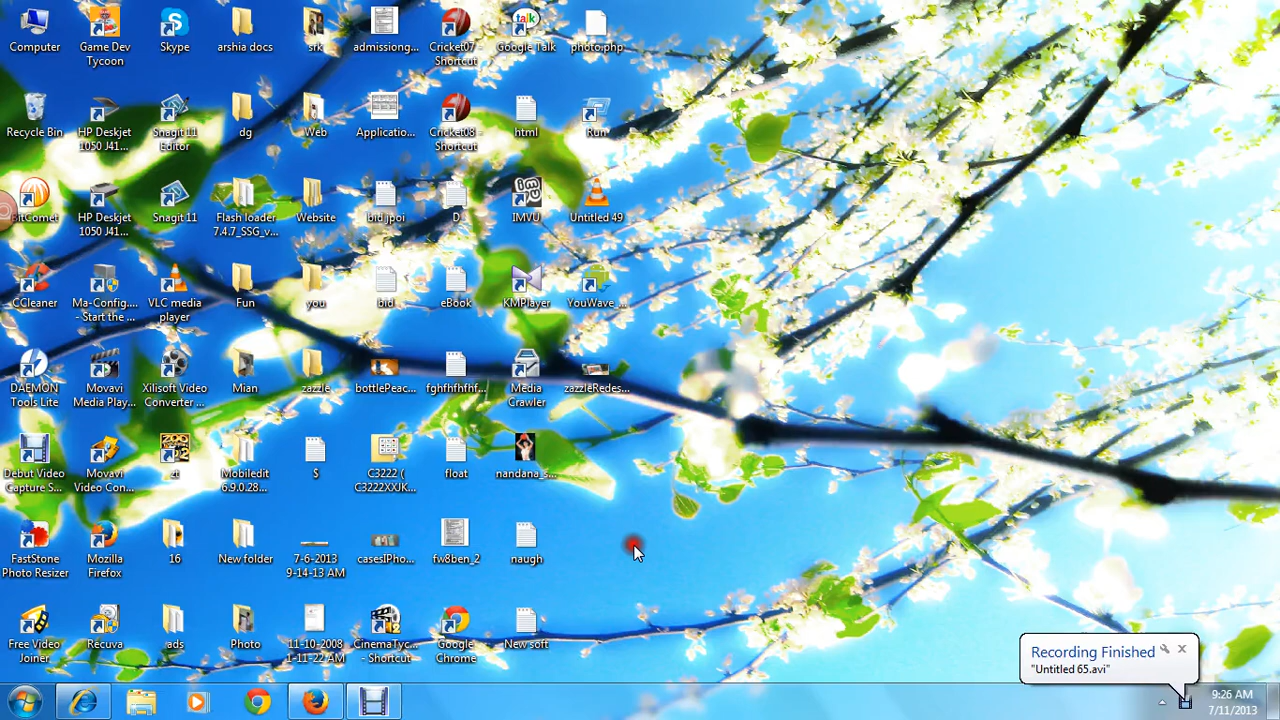 Computer
Game Dev
Tycoon
Skype
arshia docs
srk
admissiong...
Cricket07 -
Shortcut
talk
Google Talk
photo.php
Recycle Bin
HP Deskjet
1050 J41...
Snagit 11
Editor
dg
Web
Applicatio...
Cricket08 -
Shortcut
html
Run
BitComet
HP Deskjet
1050 J41...
Snagit 11
Flash loader
7.4.7_SSG_v...
Website
bid.jpoi
D
IMVU
Untitled 49
CCleaner
Ma-Config....
- Start the ...
VLC media
player
Fun
you
bid
eBook
KMPlayer
YouWave_...
DAEMON
Tools Lite
Movavi
Media Play...
Xilisoft Video
Converter ...
Mian
zazzle
bottlePeac...
fghfhfhfhf...
Media
Crawler
zazzleRedes...
Debut Video
Capture S...
Movavi
Video Con...
zt
Mobiledit
6.9.0.28...
$
C3222 (
C3222XXJK...
float
nandana_s...
FastStone
Photo Resizer
Mozilla
Firefox
16
New folder
7-6-2013
9-14-13 AM
casesIPho...
fw8ben_2
naugh
Free Video
Joiner
Recuva
ads
Photo
11-10-2008
1-11-22 AM
CinemaTyc...
- Shortcut
Google
Chrome
New soft
Recording Finished
"Untitled 65.avi"
9:26 AM
7/11/2013